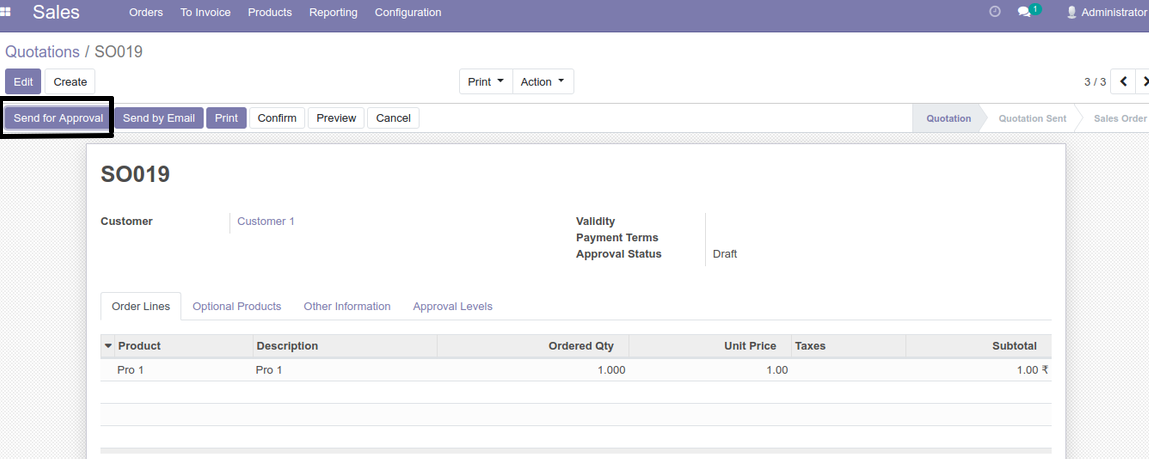 Sales Orders To Invoice Products Reporting Configuration 1 Administrator
Quotations / SO019
Edit Create Print Action 3 / 3
Send for Approval Send by Email Print Confirm Preview Cancel Quotation Quotation Sent Sales Order
SO019
Customer Customer 1 Validity
Payment Terms
Approval Status Draft
Order Lines Optional Products Other Information Approval Levels
Product Description Ordered Qty Unit Price Taxes Subtotal
Pro 1 Pro 1 1.000 1.00 1.00 ₹